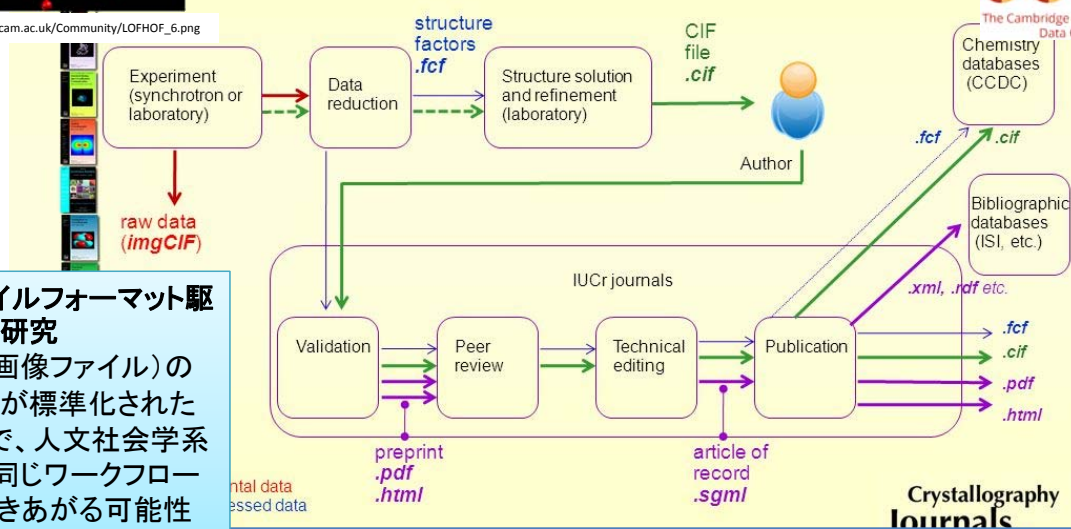 cam.ac.uk/Community/LOFHOF_6.png
The Cambridge
Data
structure
factors
.fcf
CIF
file
.cif
Experiment
(synchrotron or
laboratory)
Data
reduction
Structure solution
and refinement
(laboratory)
Chemistry
databases
(CCDC)
Author
.fcf
.cif
raw data
(imgCIF)
Bibliographic
databases
(ISI, etc.)
IUCr journals
.xml, .rdf etc.
イルフォーマット駆
研究
画像ファイル)の
が標準化された
で、人文社会学系
同じワークフロー
きあがる可能性
Validation
Peer
review
Technical
editing
Publication
.fcf
.cif
.pdf
.html
preprint
.pdf
.html
article of
record
.sgml
ntal data
essed data
Crystallography
Journals